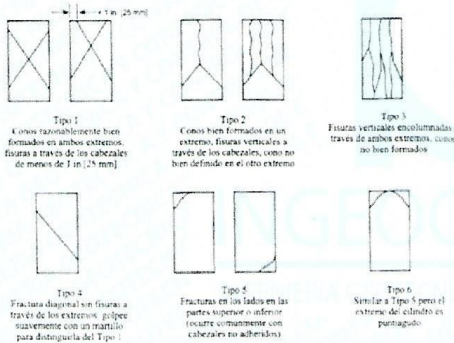 < 1 in [25 mm]
Tipo 1
Conos razonablemente bien
formados en ambos extremos,
fisuras a través de los cabezales
de menos de 1 in [25 mm]
Tipo 2
Conos bien formados en un
extremo, fisuras verticales a
través de los cabezales, cono no
bien definido en el otro extremo
Tipo 3
Fisuras verticales encolumnadas
través de ambos extremos, conos
no bien formados
Tipo 4
Fractura diagonal sin fisuras a
través de los extremos golpee
suavemente con un martillo
para distinguirla del Tipo 1
Tipo 5
Fracturas en los lados en las
partes superior o inferior
(ocurre comúnmente con
cabezales no adheridos)
Tipo 6
Similar a Tipo 5 pero el
extremo del cilindro es
puntiagudo
INGEOC